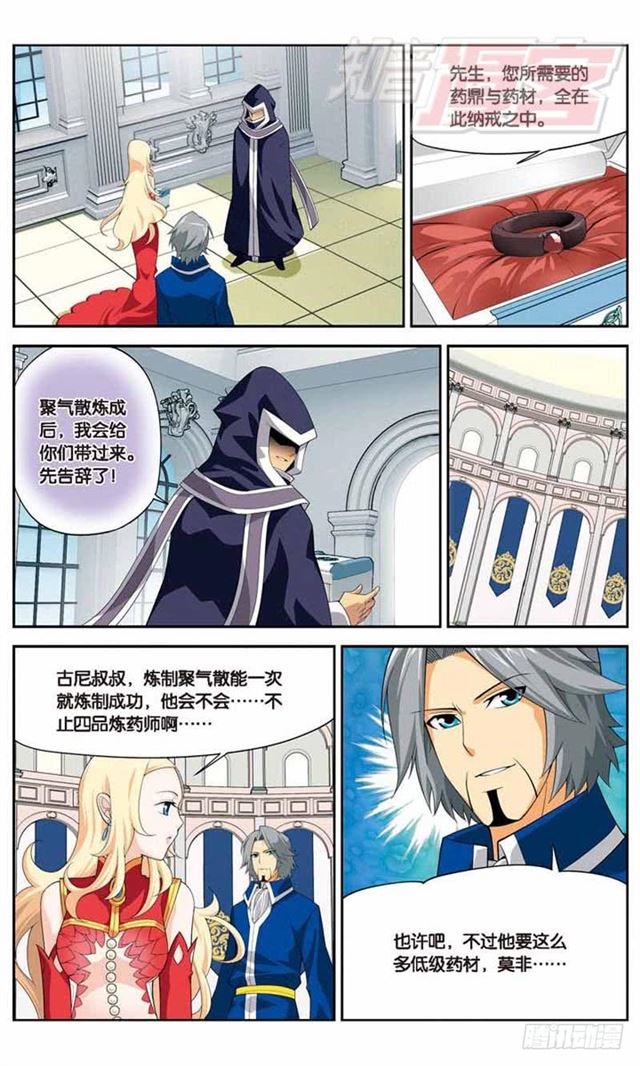 知音漫客
先生，您所需要的
药鼎与药材，全在
此纳戒之中。
聚气散炼成
后，我会给
你们带过来。
先告辞了！
古尼叔叔，炼制聚气散能一次
就炼制成功，他会不会……不
止四品炼药师啊……
也许吧，不过他要这么
多低级药材，莫非……
腾讯动漫